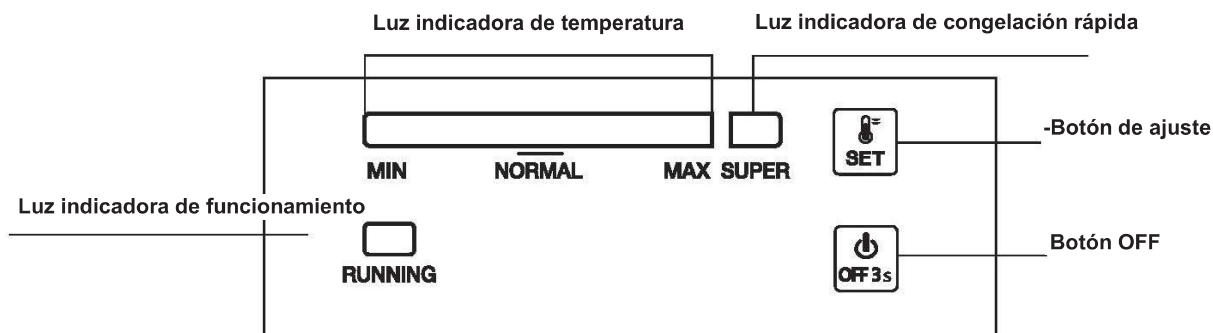 Luz indicadora de temperatura
Luz indicadora de congelación rápida
-Botón de ajuste
SET
MIN
NORMAL
MAX
SUPER
Luz indicadora de funcionamiento
Botón OFF
OFF 3s
RUNNING